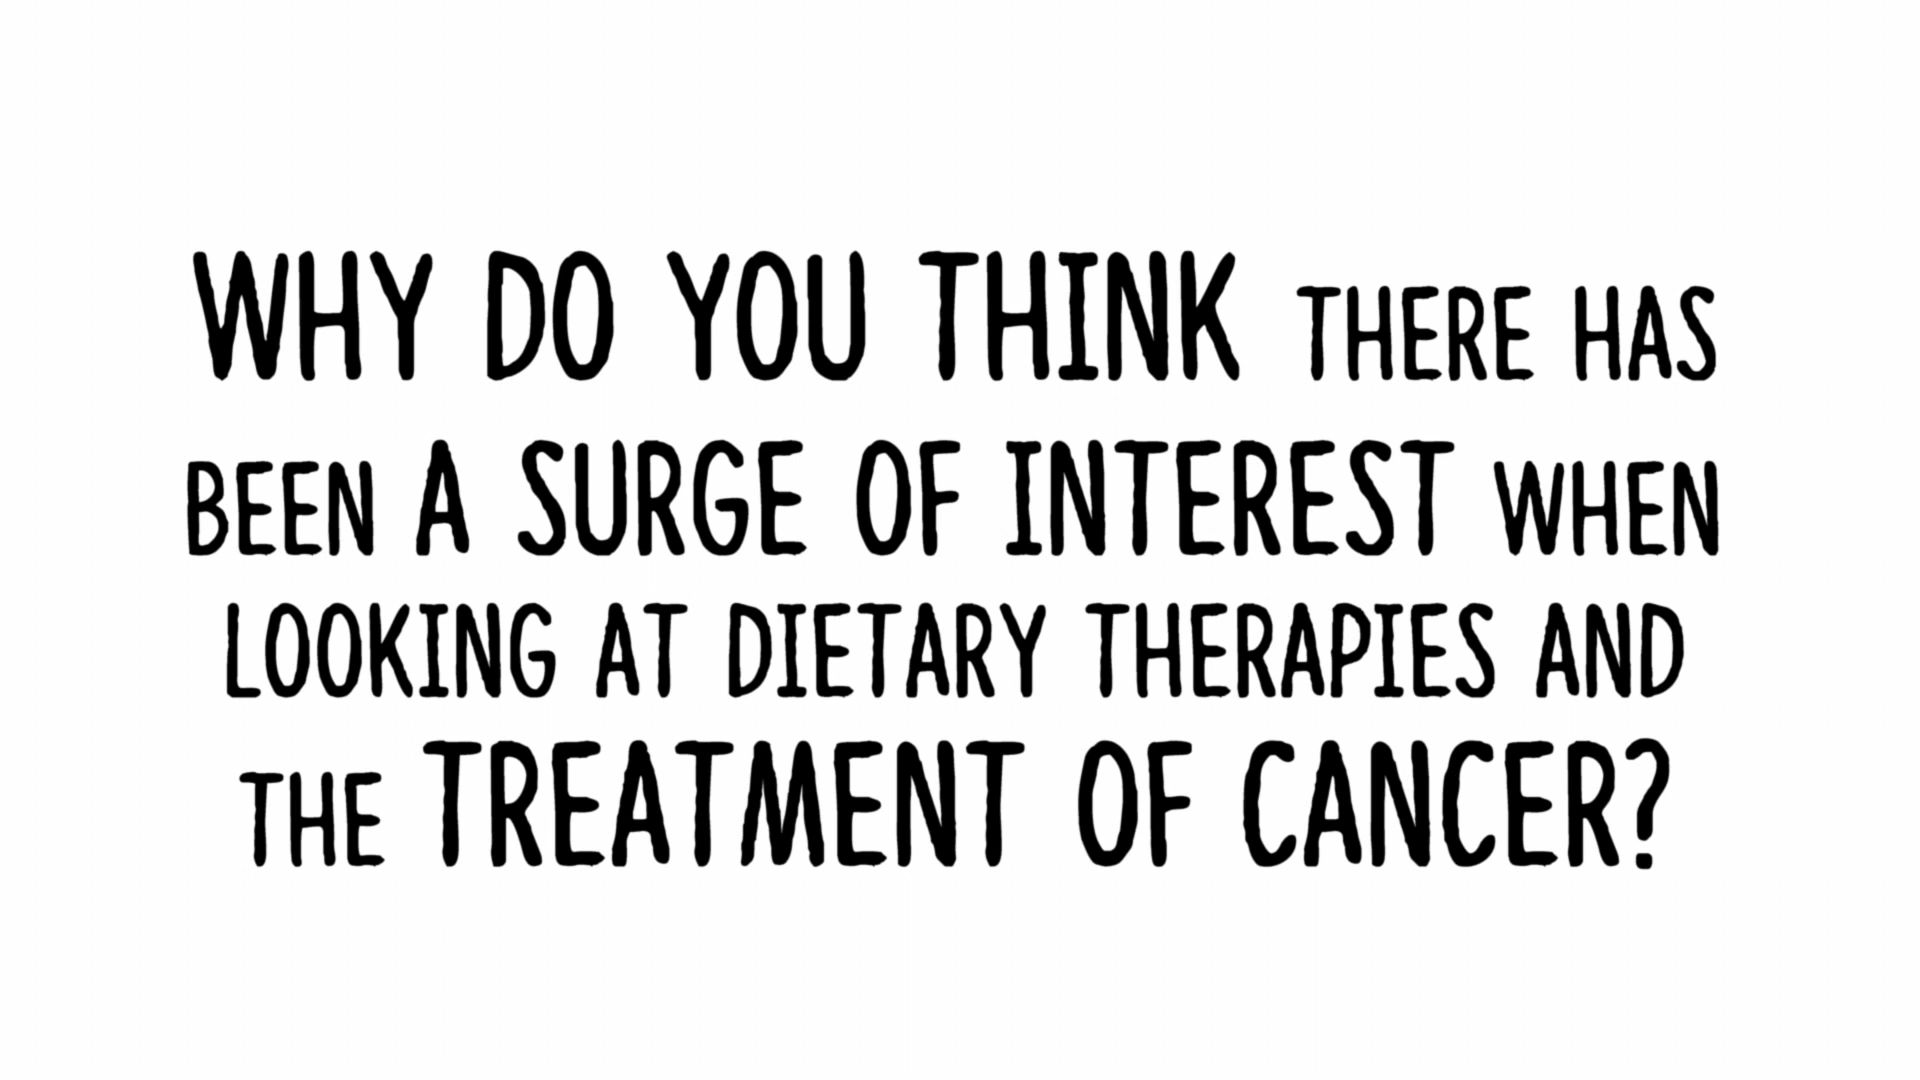 WHY DO YOU THINK THERE HAS
BEEN A SURGE OF INTEREST WHEN
LOOKING AT DIETARY THERAPIES AND
THE TREATMENT OF CANCER?